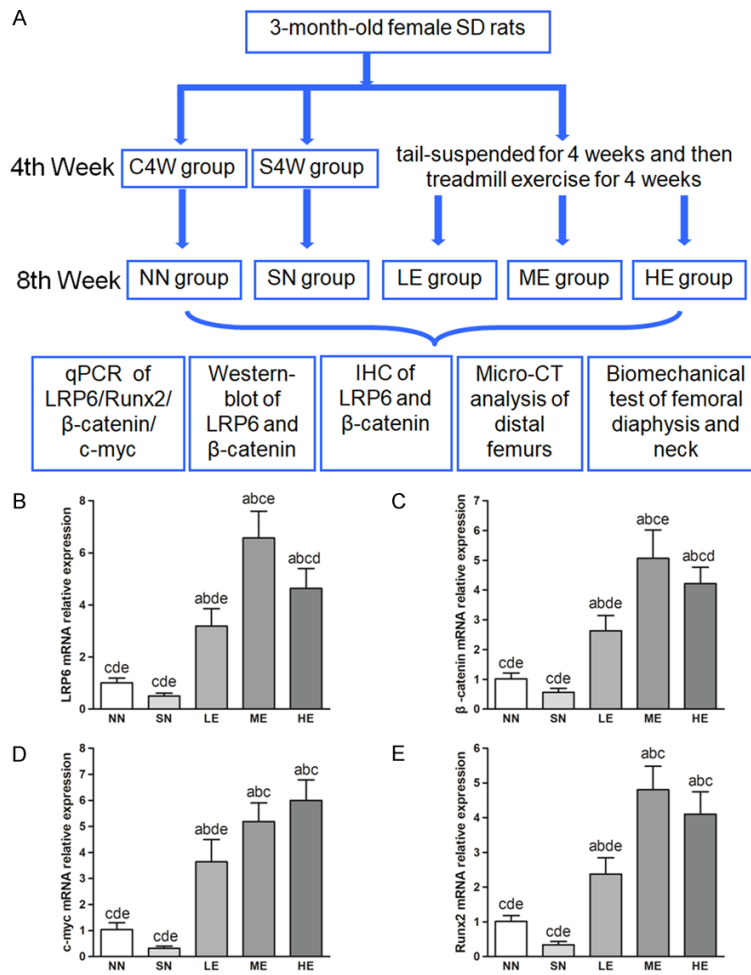 A
3-month-old female SD rats
4th Week
C4W group
S4W group
tail-suspended for 4 weeks and then
treadmill exercise for 4 weeks
8th Week
NN group
SN group
LE group
ME group
HE group
qPCR of
LRP6/Runx2/
β-catenin/
c-myc
Western-
blot of
LRP6 and
β-catenin
IHC of
LRP6 and
β-catenin
Micro-CT
analysis of
distal
femurs
Biomechanical
test of femoral
diaphysis and
neck
B
LRP6 mRNA relative expression
8
6
4
2
0
cde
cde
abde
abce
abcd
NN
SN
LE
ME
HE
C
β -catenin mRNA relative expression
7
6
5
4
3
2
1
0
cde
cde
abde
abce
abcd
NN
SN
LE
ME
HE
D
c-myc mRNA relative expression
8
7
6
5
4
3
2
1
0
cde
cde
abde
abc
abc
NN
SN
LE
ME
HE
E
Runx2 mRNA relative expression
6
5
4
3
2
1
0
cde
cde
abde
abc
abc
NN
SN
LE
ME
HE